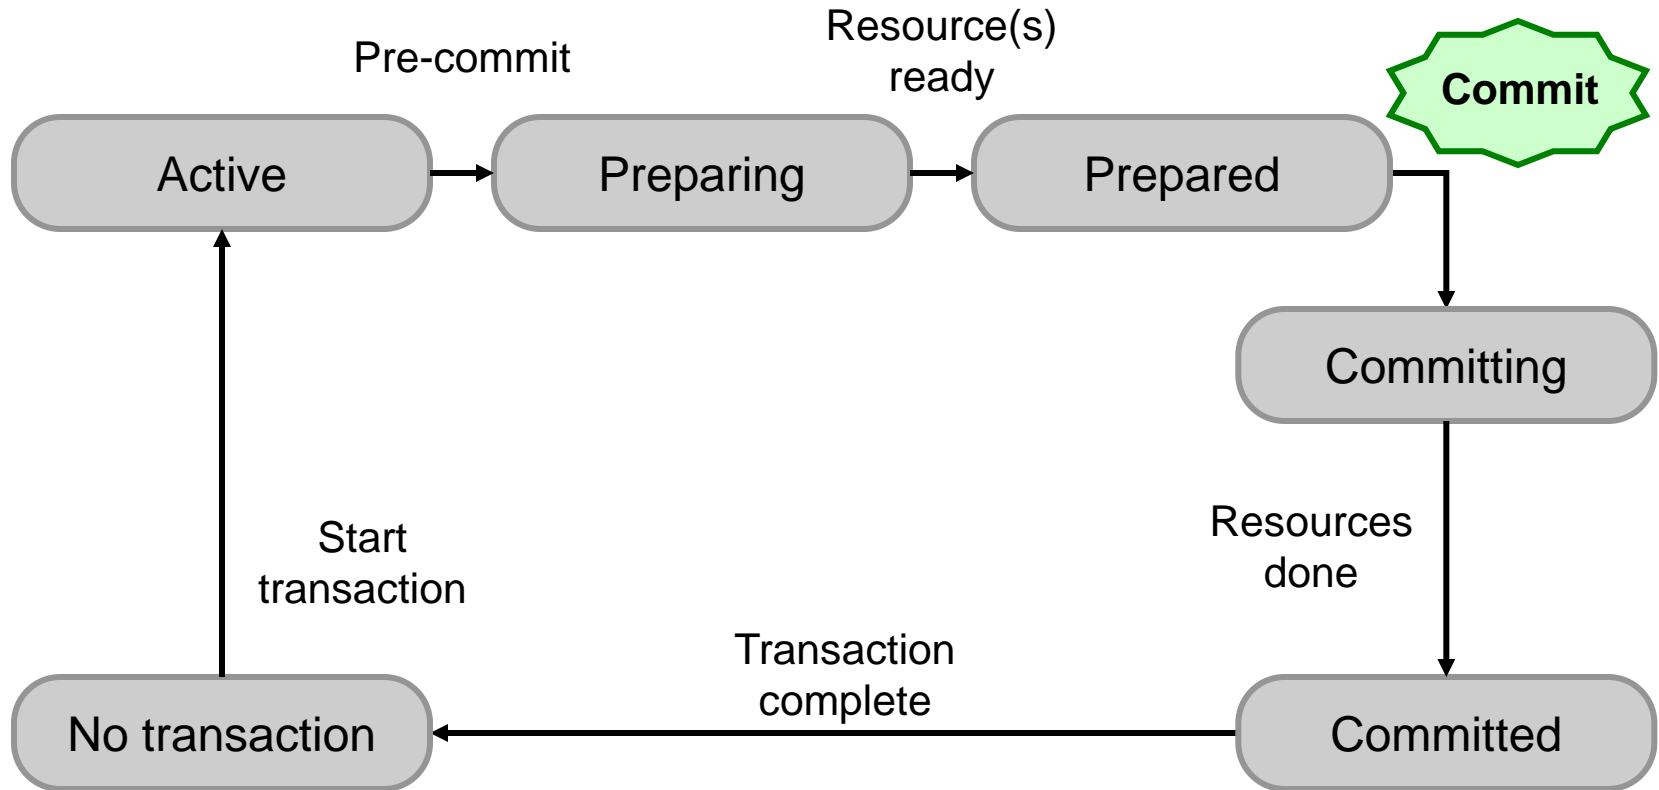 Pre-commit
Resource(s)
ready
Commit
Active
Preparing
Prepared
Committing
Start
transaction
Resources
done
Transaction
complete
No transaction
Committed